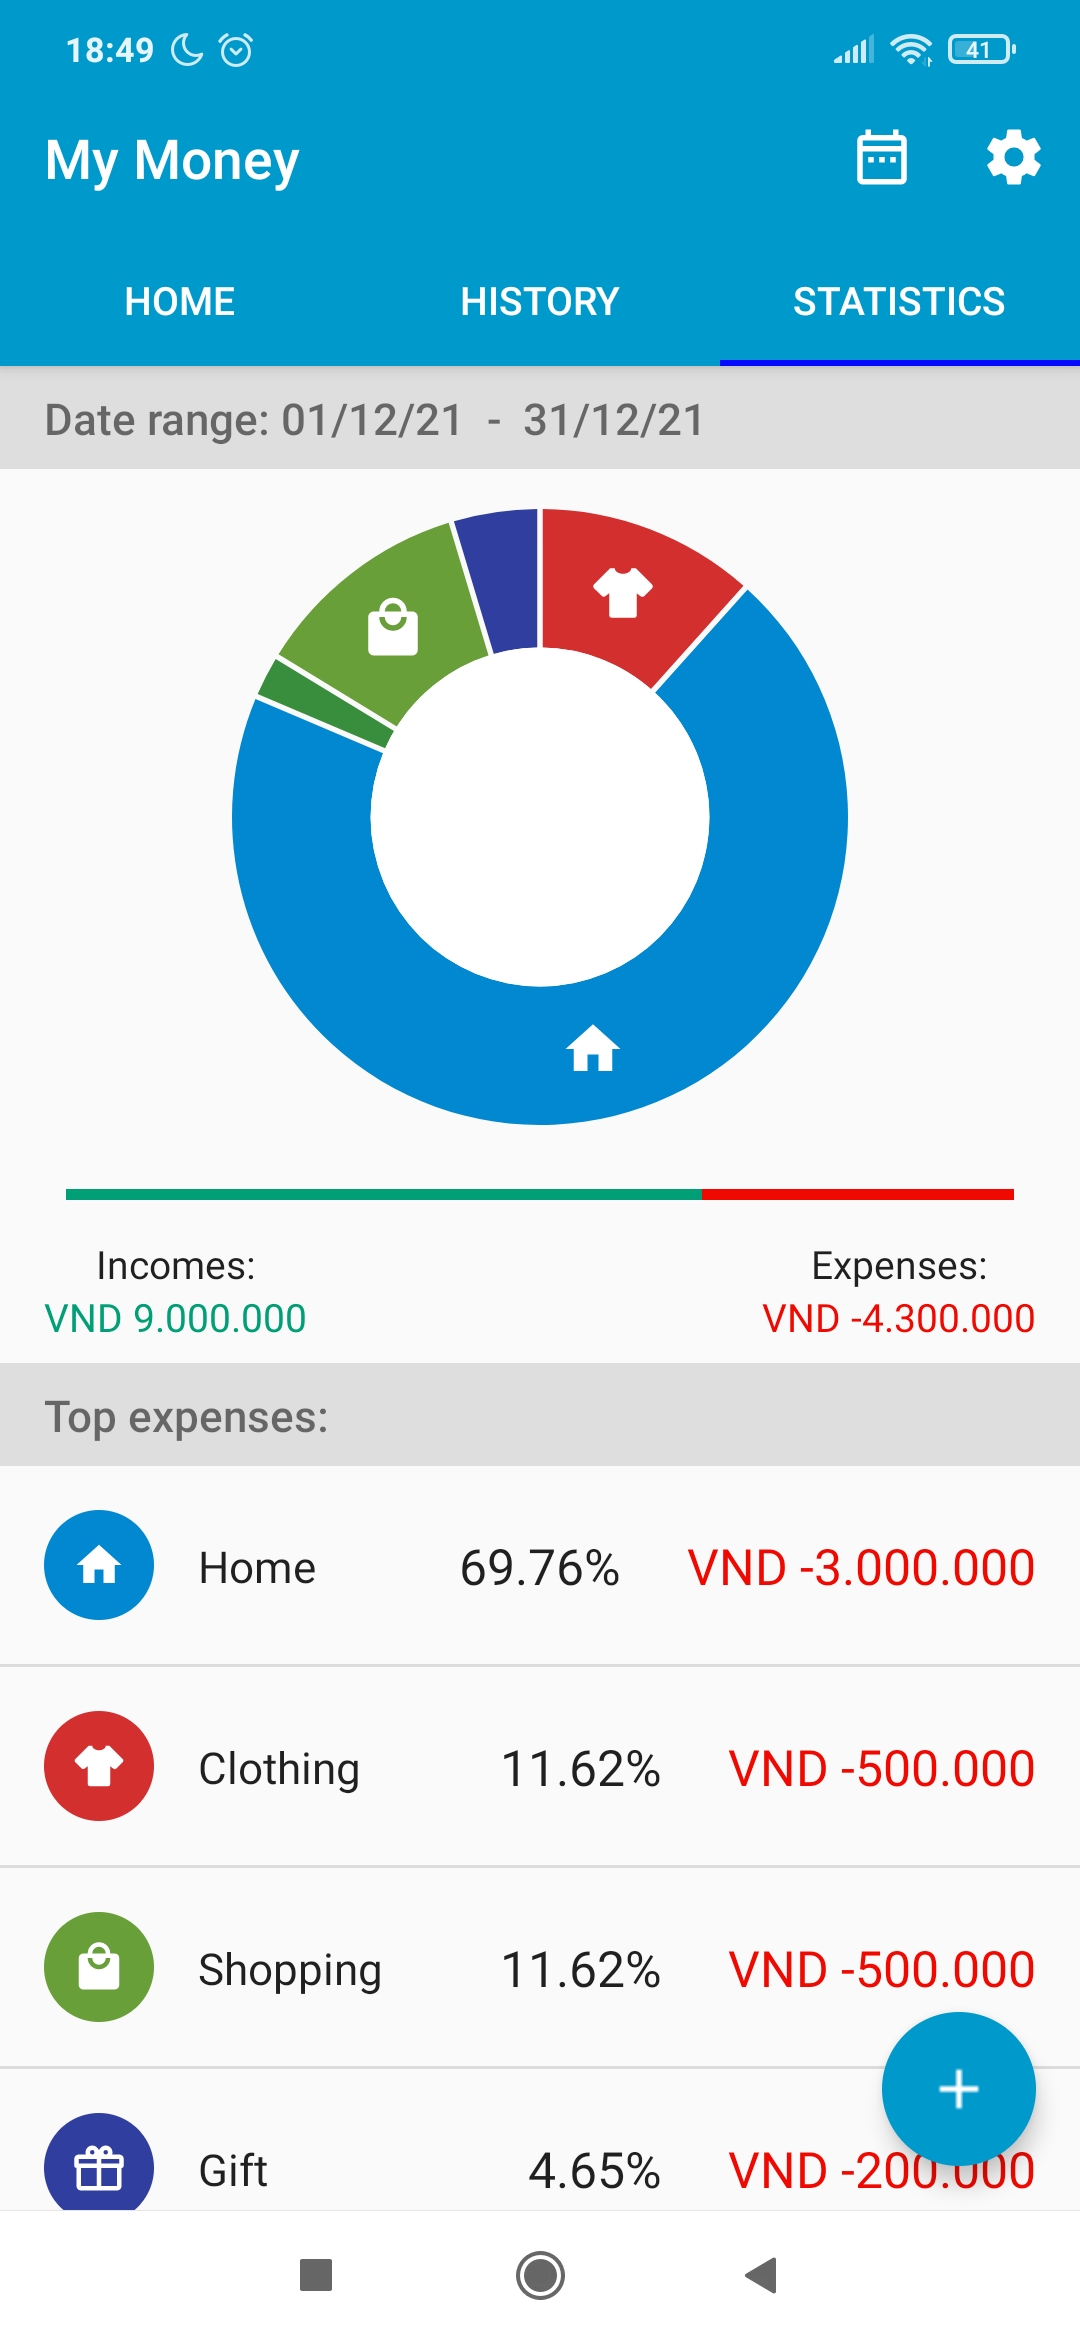 18:49 41
My Money
HOME HISTORY STATISTICS
Date range: 01/12/21 - 31/12/21
Incomes: Expenses:
VND 9.000.000 VND -4.300.000
Top expenses:
Home 69.76% VND -3.000.000
Clothing 11.62% VND -500.000
Shopping 11.62% VND -500.000
Gift 4.65% VND -200.000